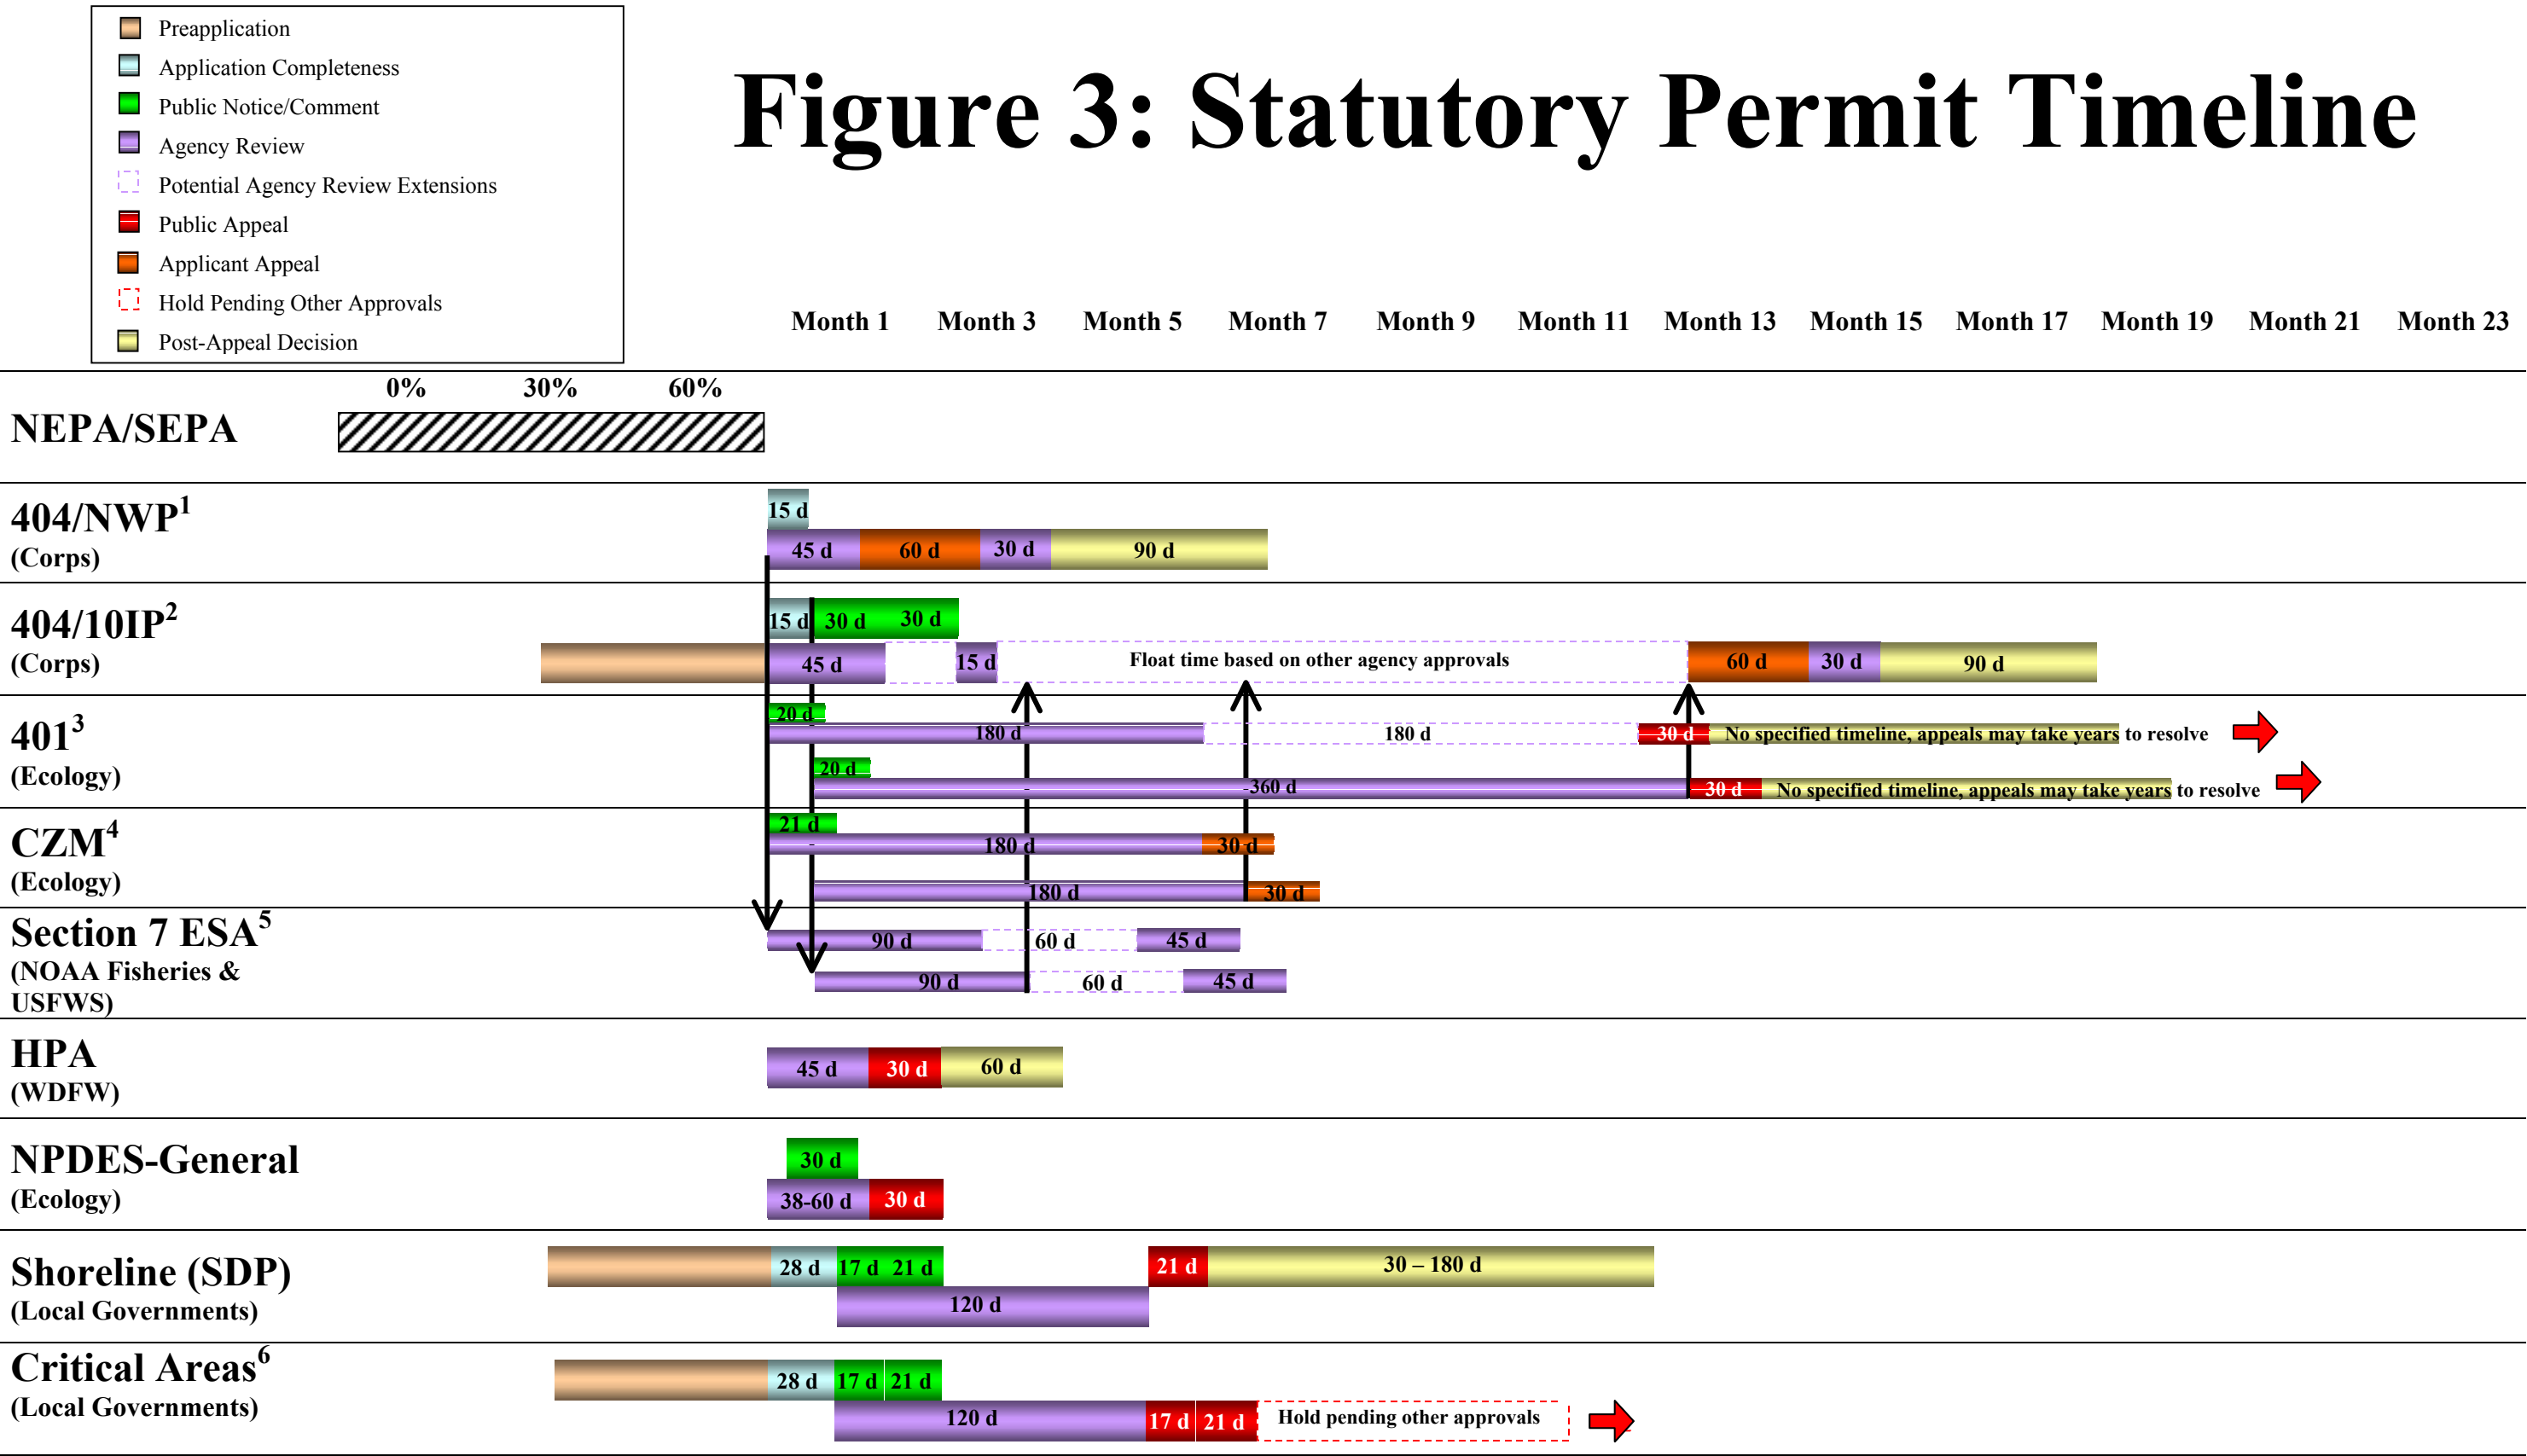 Preapplication
Application Completeness
Public Notice/Comment
Agency Review
Potential Agency Review Extensions
Public Appeal
Applicant Appeal
Hold Pending Other Approvals
Post-Appeal Decision
Figure 3: Statutory Permit Timeline
Month 1 Month 3 Month 5 Month 7 Month 9 Month 11 Month 13 Month 15 Month 17 Month 19 Month 21 Month 23
0% 30% 60%
NEPA/SEPA
404/NWP1
(Corps)
15 d
45 d 60 d 30 d 90 d
404/10IP2
(Corps)
15 d 30 d 30 d
45 d 15 d Float time based on other agency approvals 60 d 30 d 90 d
4013
(Ecology)
20 d
180 d 180 d 30 d No specified timeline, appeals may take years to resolve
20 d
360 d 30 d No specified timeline, appeals may take years to resolve
CZM4
(Ecology)
21 d
180 d 30 d
180 d 30 d
Section 7 ESA5
(NOAA Fisheries &
USFWS)
90 d 60 d 45 d
90 d 60 d 45 d
HPA
(WDFW)
45 d 30 d 60 d
NPDES-General
(Ecology)
30 d
38-60 d 30 d
Shoreline (SDP)
(Local Governments)
28 d 17 d 21 d 21 d 30 – 180 d
120 d
Critical Areas6
(Local Governments)
28 d 17 d 21 d
120 d 17 d 21 d Hold pending other approvals